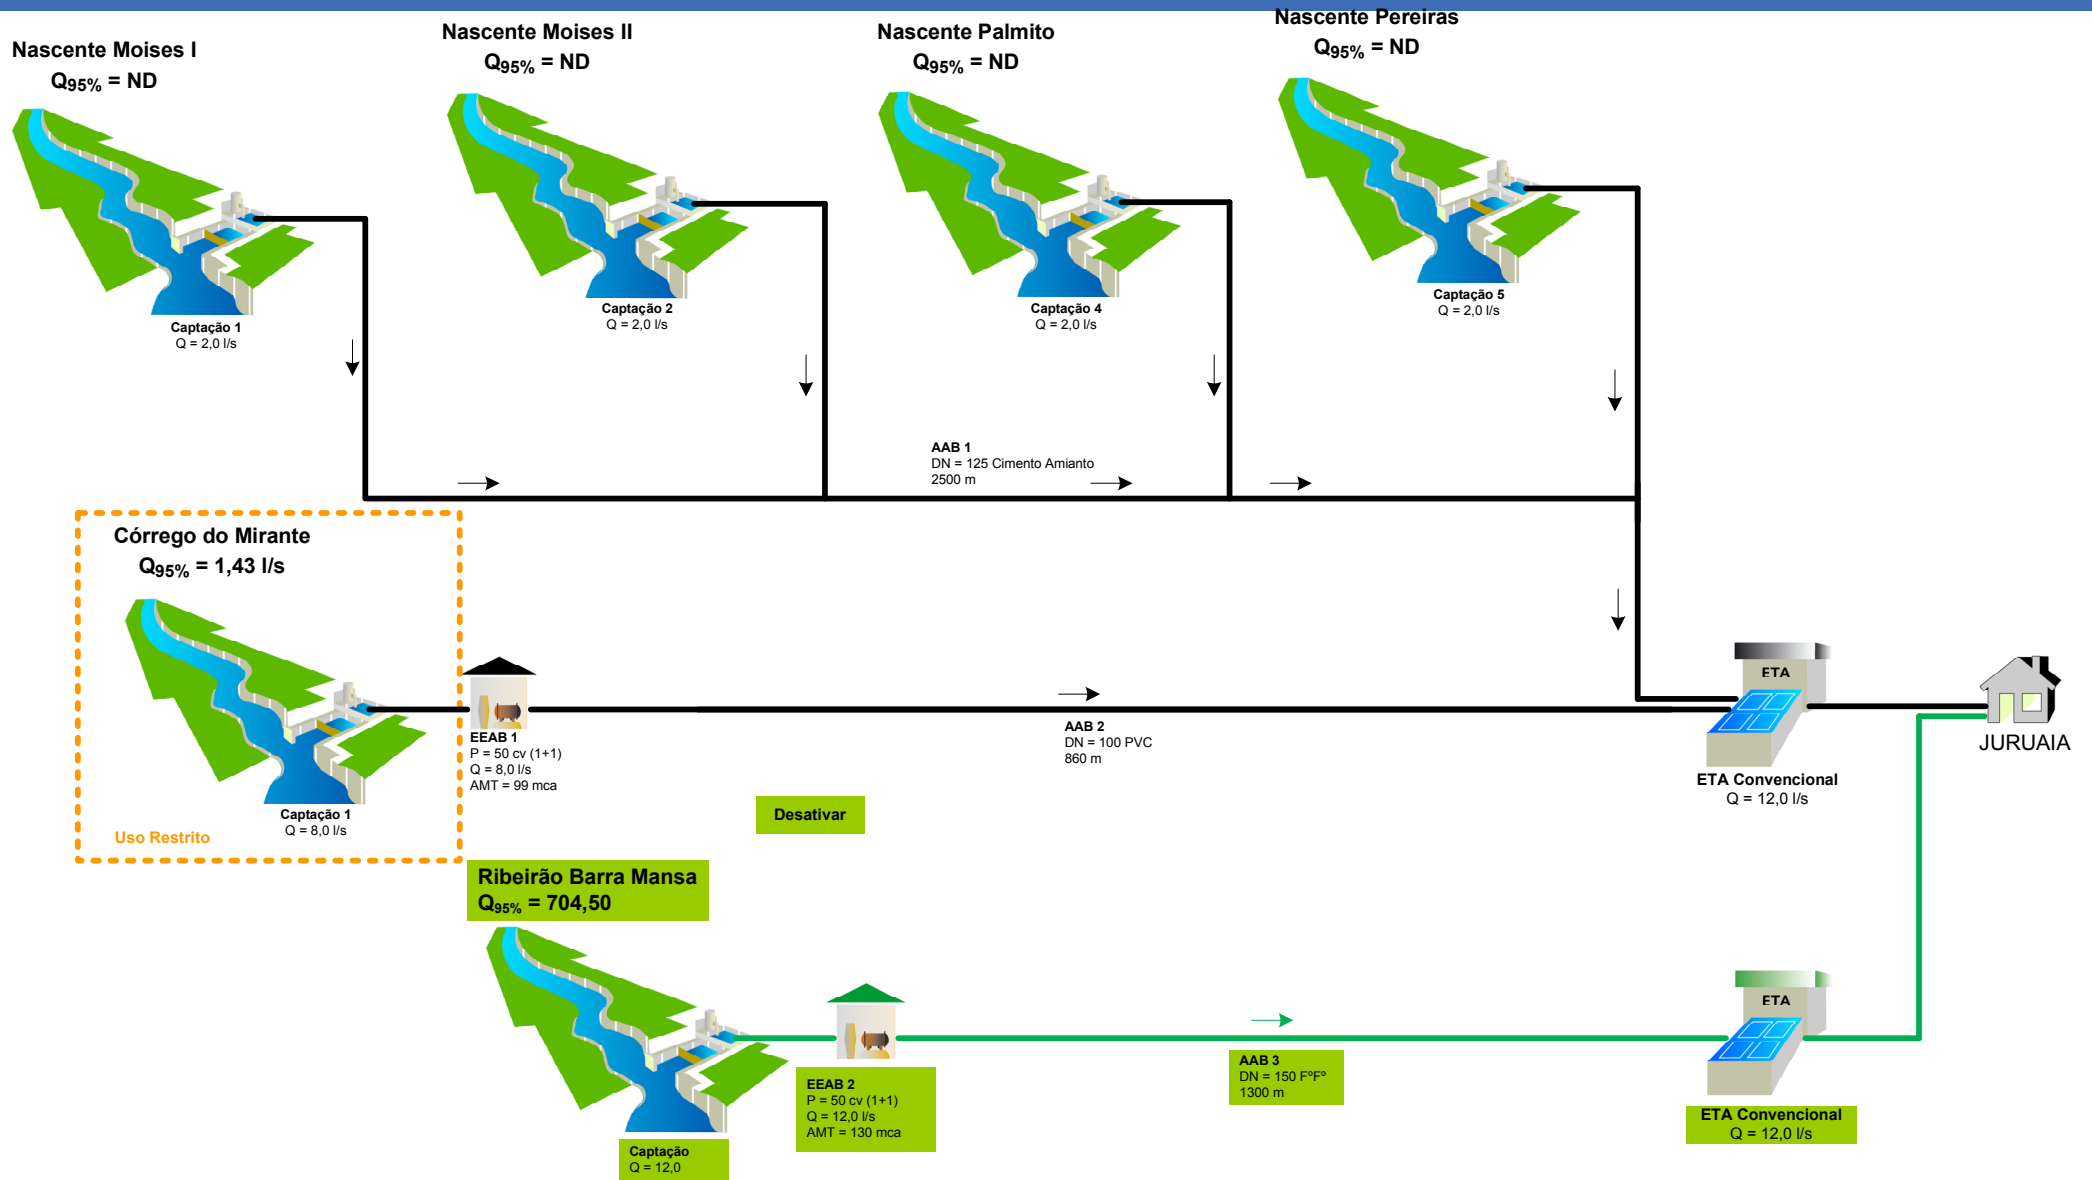 Nascente Moises I
Q95% = ND
Nascente Moises II
Q95% = ND
Nascente Palmito
Q95% = ND
Nascente Pereiras
Q95% = ND
Captação 1
Q = 2,0 l/s
Captação 2
Q = 2,0 l/s
Captação 4
Q = 2,0 l/s
Captação 5
Q = 2,0 l/s
AAB 1
DN = 125 Cimento Amianto
2500 m
Córrego do Mirante
Q95% = 1,43 l/s
Captação 1
Q = 8,0 l/s
Uso Restrito
EEAB 1
P = 50 cv (1+1)
Q = 8,0 l/s
AMT = 99 mca
AAB 2
DN = 100 PVC
860 m
ETA
ETA Convencional
Q = 12,0 l/s
JURUAIA
Desativar
Ribeirão Barra Mansa
Q95% = 704,50
Captação
Q = 12,0
EEAB 2
P = 50 cv (1+1)
Q = 12,0 l/s
AMT = 130 mca
AAB 3
DN = 150 FºFº
1300 m
ETA
ETA Convencional
Q = 12,0 l/s